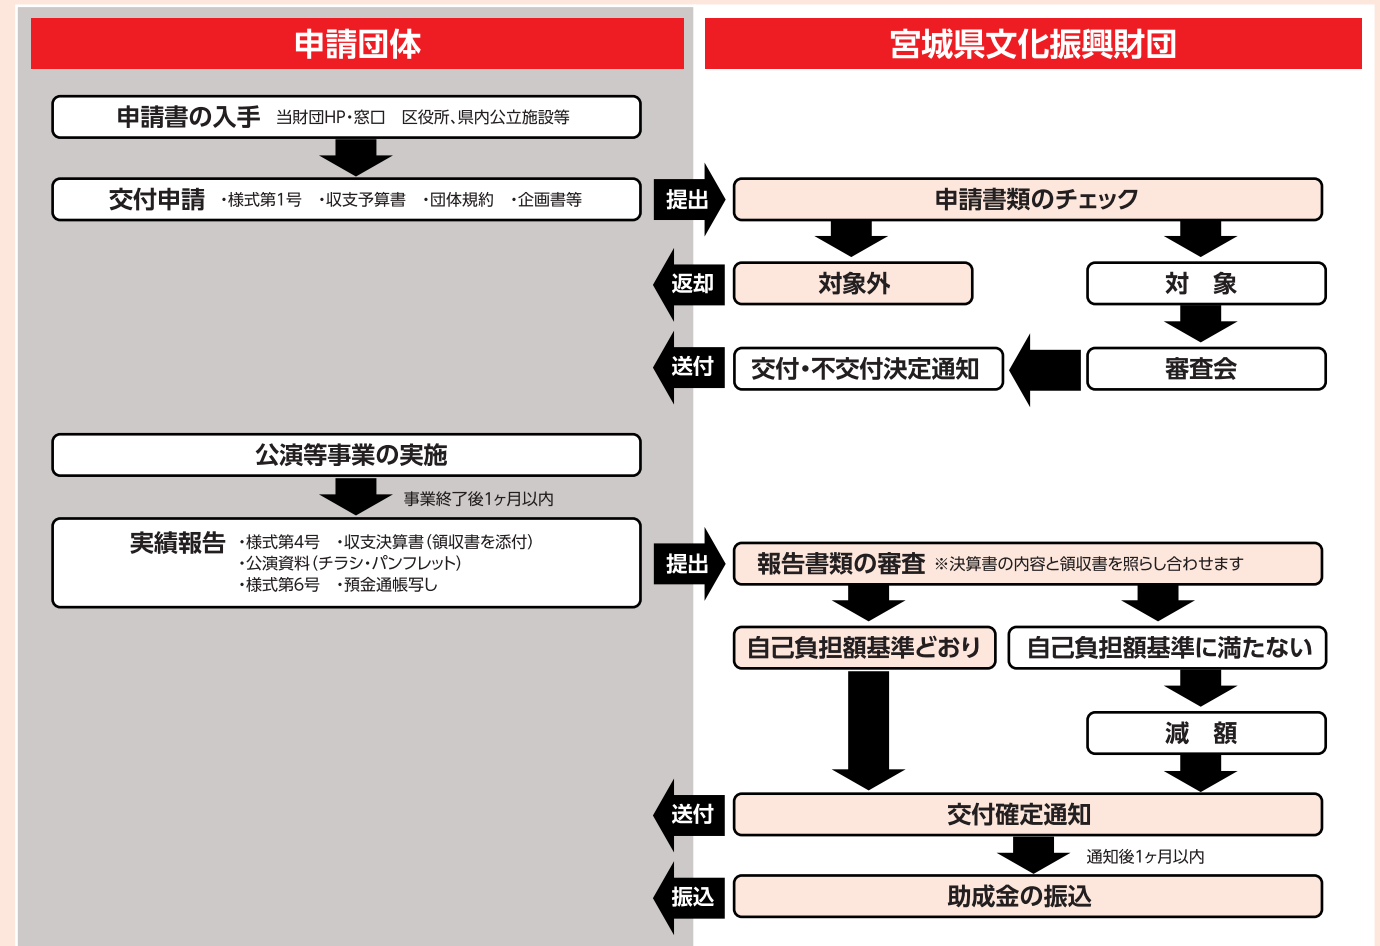 申請団体
宮城県文化振興財団
申請書の入手 当財団HP・窓口 区役所、県内公立施設等
交付申請 ・様式第1号 ・収支予算書 ・団体規約 ・企画書等
提出
申請書類のチェック
返却
対象外
対 象
送付
交付・不交付決定通知
審査会
公演等事業の実施
事業終了後1ヶ月以内
実績報告 ・様式第4号 ・収支決算書(領収書を添付)
・公演資料(チラシ・パンフレット)
・様式第6号 ・預金通帳写し
提出
報告書類の審査 ※決算書の内容と領収書を照らし合わせます
自己負担額基準どおり
自己負担額基準に満たない
減 額
送付
交付確定通知
通知後1ヶ月以内
振込
助成金の振込